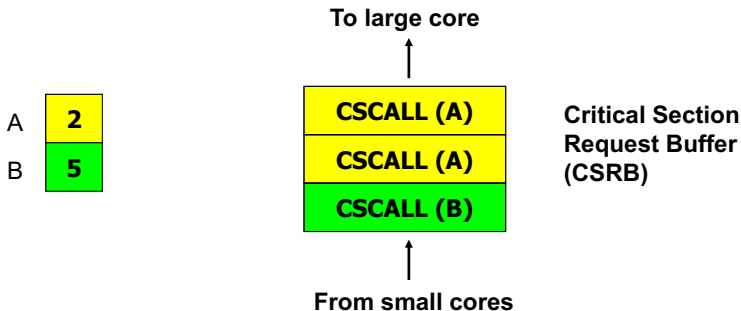 To large core
A 2
B 5
CSCALL (A)
CSCALL (A)
CSCALL (B)
Critical Section
Request Buffer
(CSRB)
From small cores